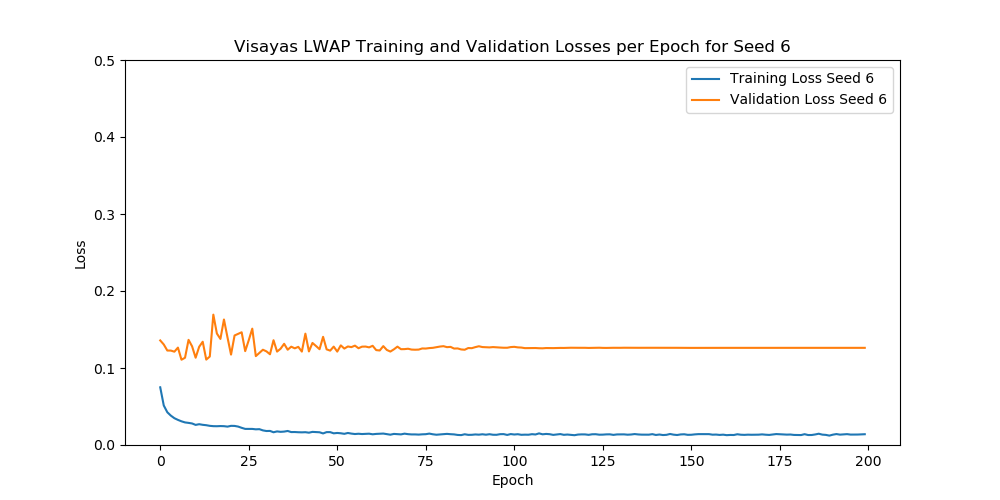 Visayas LWAP Training and Validation Losses per Epoch for Seed 6
Training Loss Seed 6
Validation Loss Seed 6
0.5
0.4
0.3
0.2
0.1
0.0
Loss
0 25 50 75 100 125 150 175 200
Epoch